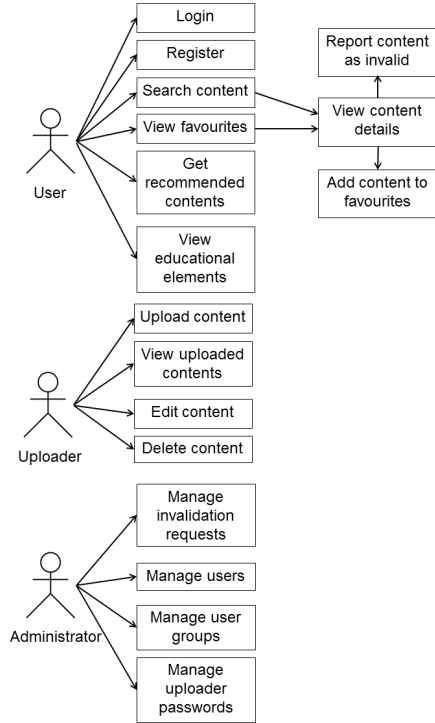 Login
Register
Search content
View favourites
Get
recommended
contents
View
educational
elements
User
Report content
as invalid
View content
details
Add content to
favourites
Upload content
View uploaded
contents
Edit content
Delete content
Uploader
Manage
invalidation
requests
Manage users
Manage user
groups
Manage
uploader
passwords
Administrator